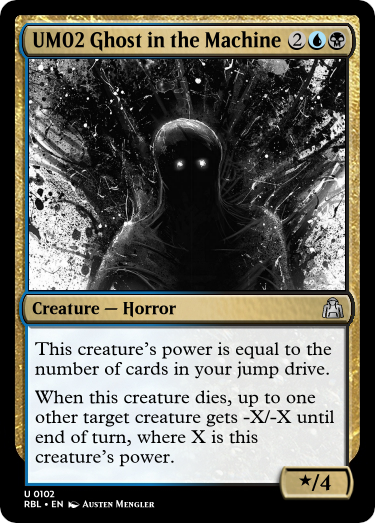 UM02 Ghost in the Machine 2
Creature — Horror
This creature's power is equal to the
number of cards in your jump drive.
When this creature dies, up to one
other target creature gets -X/-X until
end of turn, where X is this
creature's power.
★/4
U 0102
RBL • EN Austen Mengler